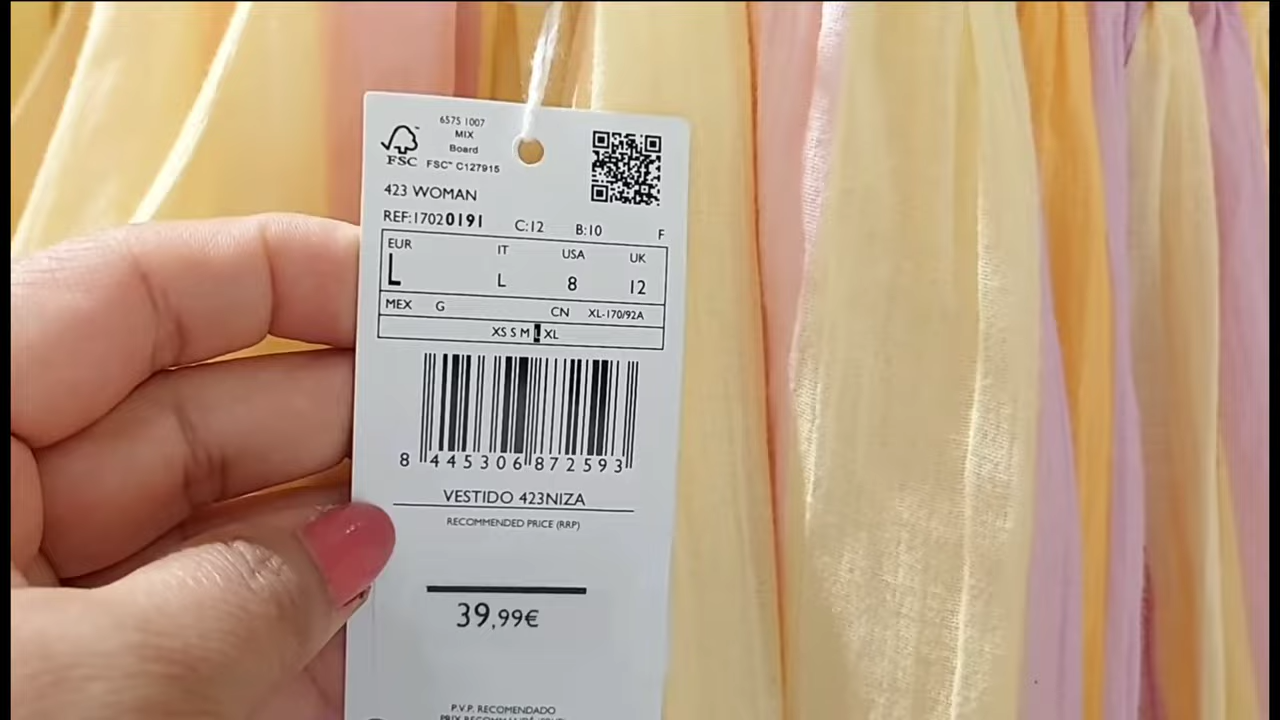 6575 1007
MIX
Board
FSC™ C127915
FSC
423 WOMAN
REF:17020191 C:12 B:10 F
EUR IT USA UK
L L 8 12
MEX G CN XL-170/92A
XS S M L XL
8 445306 872593
VESTIDO 423NIZA
RECOMMENDED PRICE (RRP)
39,99€
P.V.P. RECOMENDADO